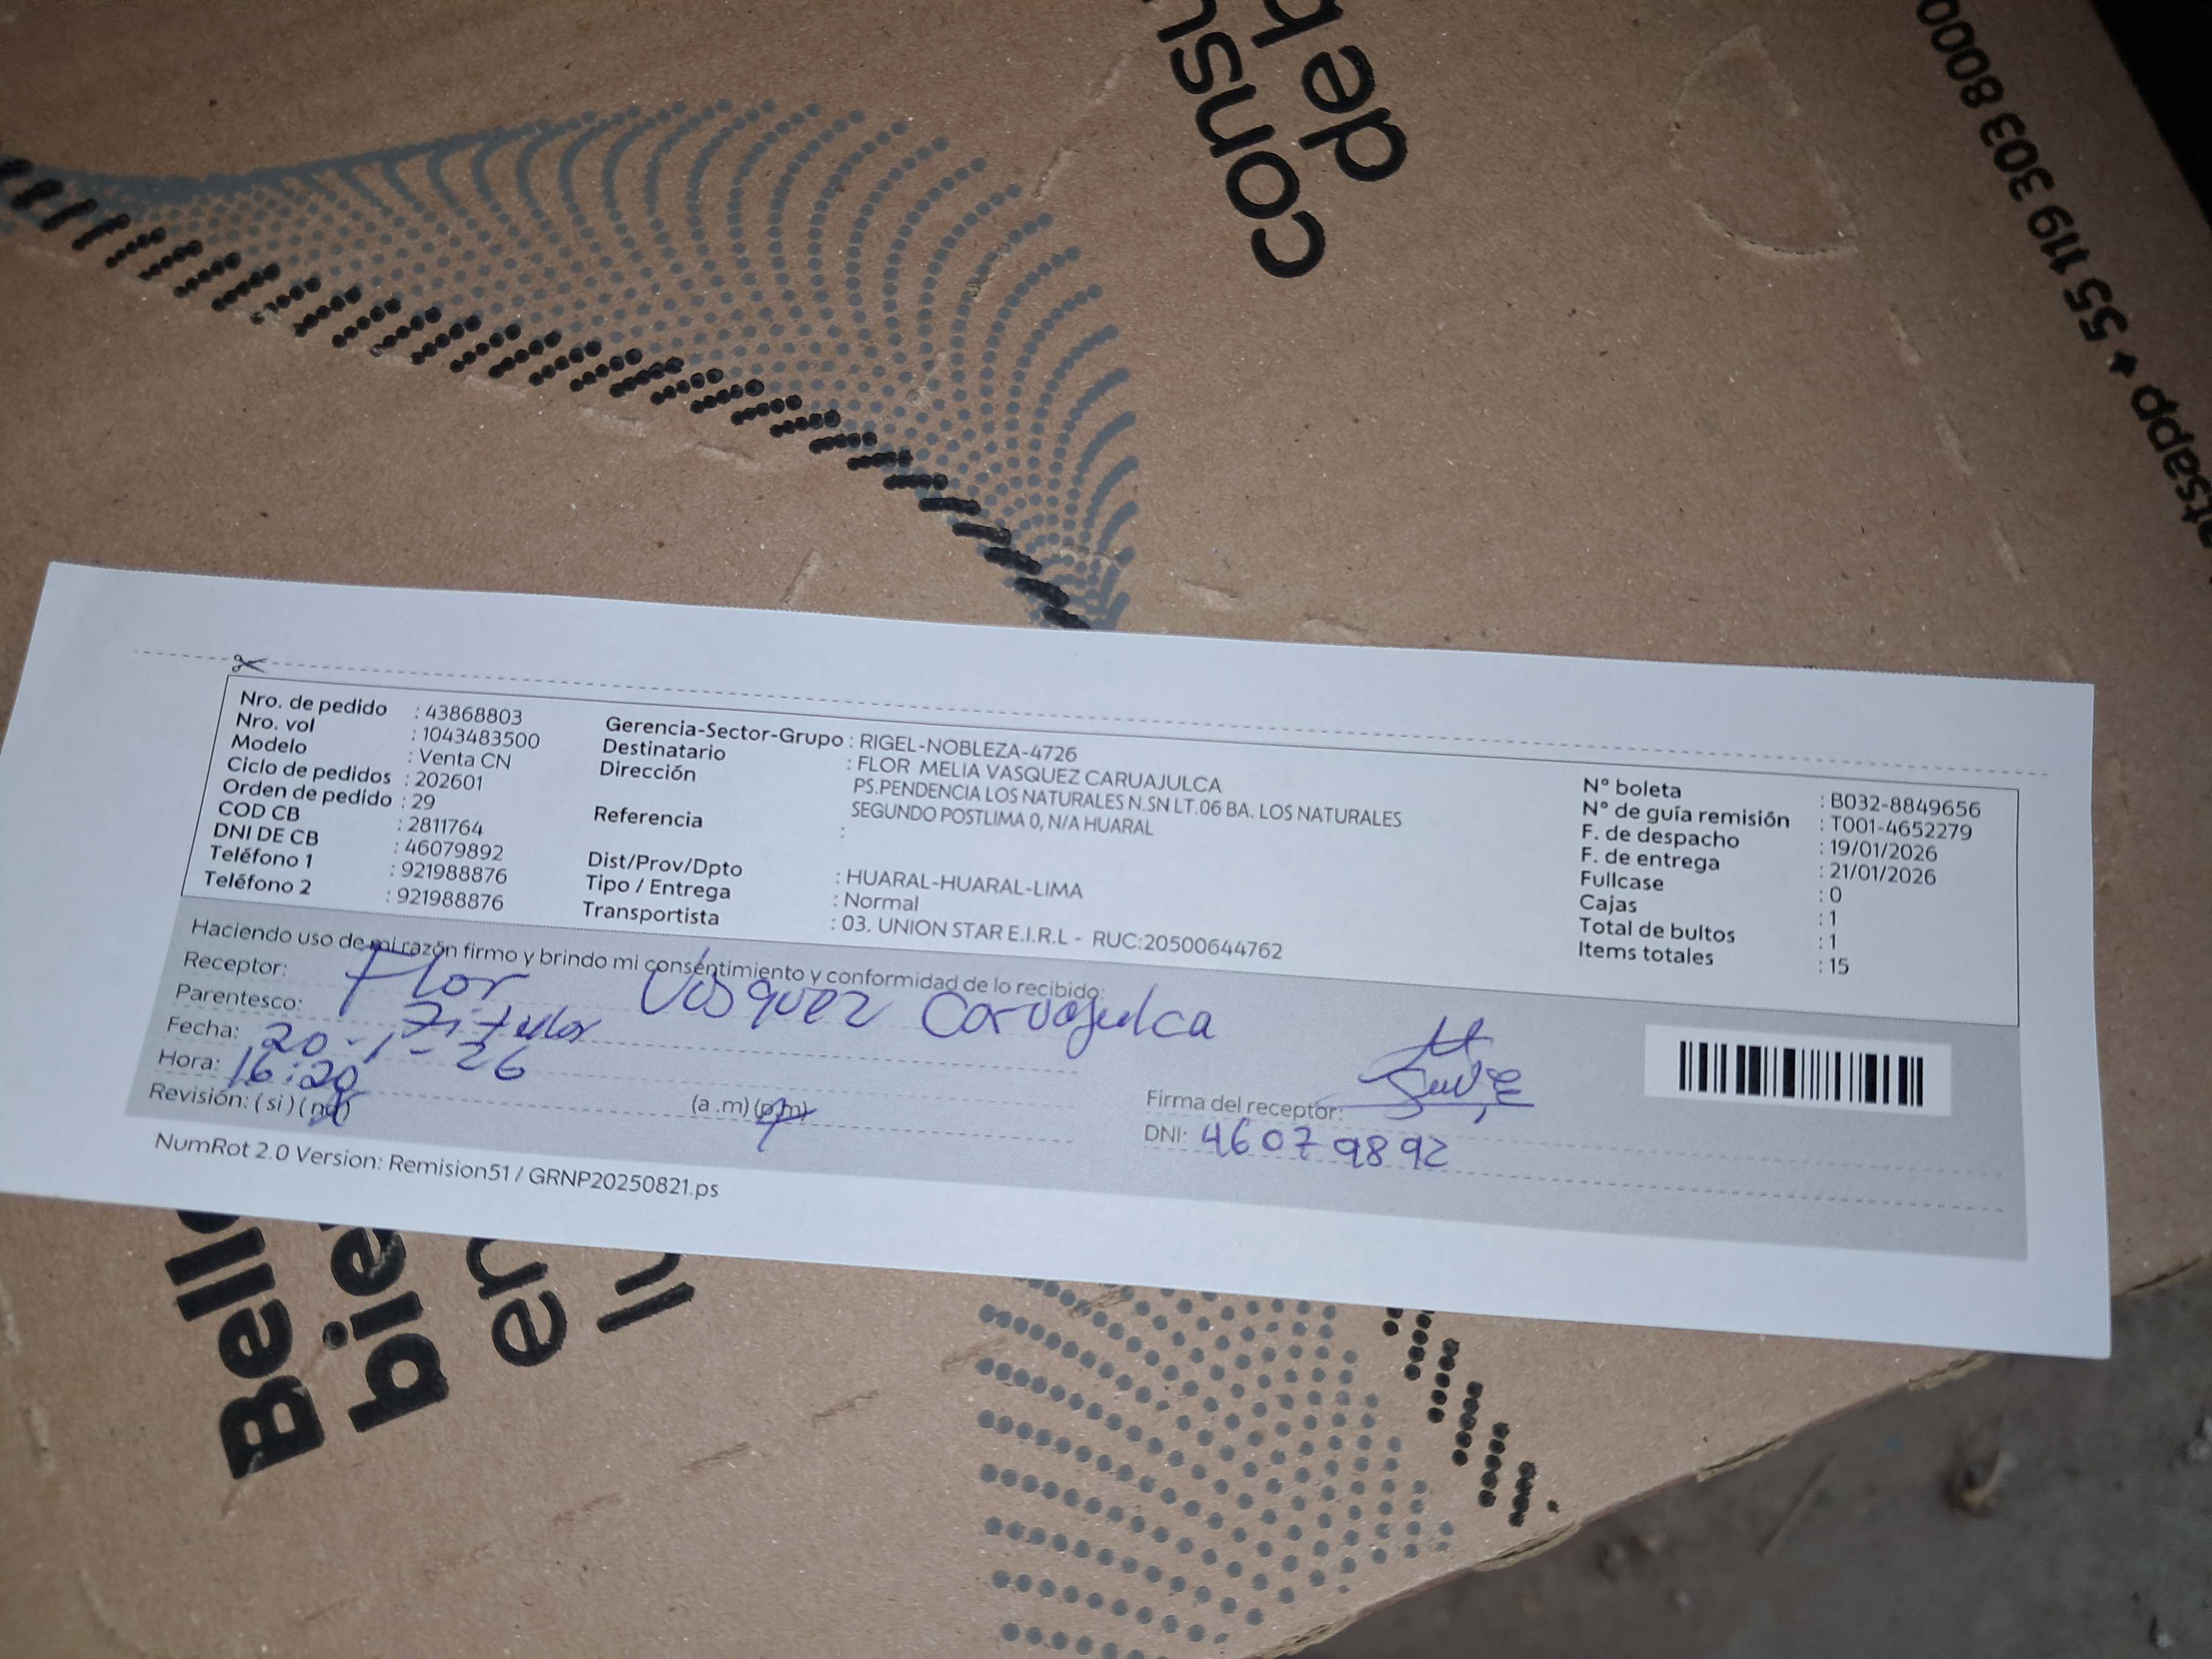 consu
de b
atsapp + 55 119 303 8000
Nro. de pedido : 43868803
Nro. vol : 1043483500
Modelo : Venta CN
Ciclo de pedidos : 202601
Orden de pedido : 29
COD CB : 2811764
DNI DE CB : 46079892
Teléfono 1 : 921988876
Teléfono 2 : 921988876
Gerencia-Sector-Grupo : RIGEL-NOBLEZA-4726
Destinatario : FLOR MELIA VASQUEZ CARUAJULCA
Dirección PS.PENDENCIA LOS NATURALES N.SN LT.06 BA. LOS NATURALES
SEGUNDO POSTLIMA 0, N/A HUARAL
Referencia :
Dist/Prov/Dpto : HUARAL-HUARAL-LIMA
Tipo / Entrega : Normal
Transportista : 03. UNION STAR E.I.R.L - RUC:20500644762
N° boleta : B032-8849656
N° de guía remisión : T001-4652279
F. de despacho : 19/01/2026
F. de entrega : 21/01/2026
Fullcase : 0
Cajas : 1
Total de bultos : 1
Items totales : 15
Haciendo uso de mi razón firmo y brindo mi consentimiento y conformidad de lo recibido:
Receptor: Flor Vasquez Carvajulca
Parentesco: Titular
Fecha: 20-1-26
Hora: 16:20 (a.m) (p.m)
Revisión: (si) (no)
Firma del receptor:
DNI: 46079892
NumRot 2.0 Version: Remision51 / GRNP20250821.ps
Bell
bie
en
lu